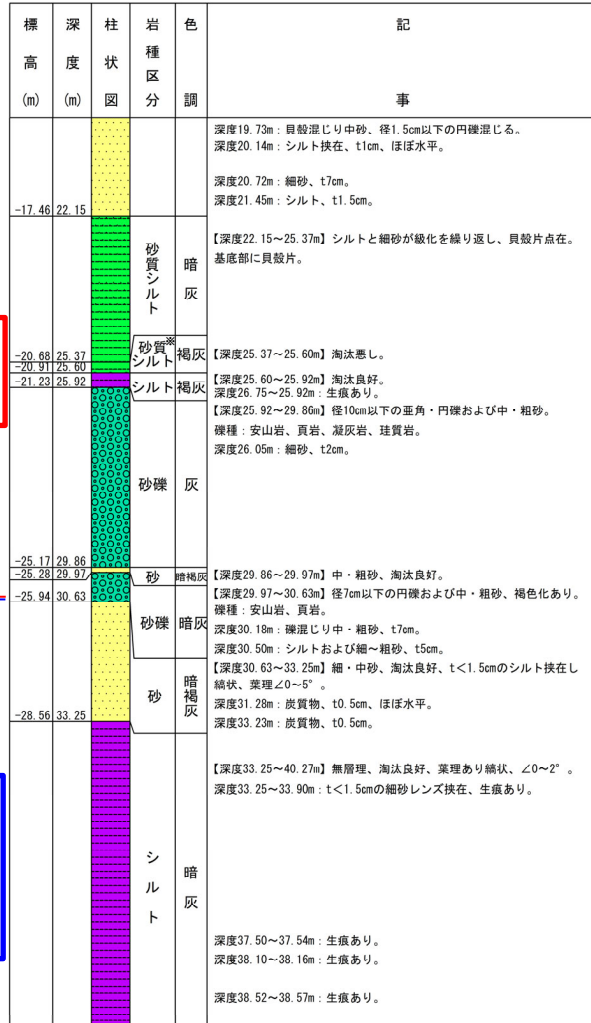 標高(m) 深度(m) 柱状図 岩種区分 色調 記事
深度19.73m：貝殻混じり中砂、径1.5cm以下の円礫混じる。
深度20.14m：シルト挟在、t1cm、ほぼ水平。
深度20.72m：細砂、t7cm。
深度21.45m：シルト、t1.5cm。
-17.46 22.15
砂質シルト 暗灰
【深度22.15～25.37m】シルトと細砂が級化を繰り返し、貝殻片点在。
基底部に貝殻片。
-20.68 25.37
砂質※シルト 褐灰
【深度25.37～25.60m】淘汰悪し。
-20.91 25.60
-21.23 25.92
シルト 褐灰
【深度25.60～25.92m】淘汰良好。
深度26.75～25.92m：生痕あり。
【深度25.92～29.86m】径10cm以下の亜角・円礫および中・粗砂。
礫種：安山岩、頁岩、凝灰岩、珪質岩。
深度26.05m：細砂、t2cm。
砂礫 灰
-25.17 29.86
-25.28 29.97
砂 暗褐灰
【深度29.86～29.97m】中・粗砂、淘汰良好。
-25.94 30.63
【深度29.97～30.63m】径7cm以下の円礫および中・粗砂、褐色化あり。
礫種：安山岩、頁岩。
砂礫 暗灰
深度30.18m：礫混じり中・粗砂、t7cm。
深度30.50m：シルトおよび細～粗砂、t5cm。
【深度30.63～33.25m】細・中砂、淘汰良好、t＜1.5cmのシルト挟在し
縞状、葉理∠0～5°。
砂 暗褐灰
深度31.28m：炭質物、t0.5cm、ほぼ水平。
深度33.23m：炭質物、t0.5cm。
-28.56 33.25
【深度33.25～40.27m】無層理、淘汰良好、葉理あり縞状、∠0～2°。
深度33.25～33.90m：t＜1.5cmの細砂レンズ挟在、生痕あり。
シルト 暗灰
深度37.50～37.54m：生痕あり。
深度38.10～38.16m：生痕あり。
深度38.52～38.57m：生痕あり。